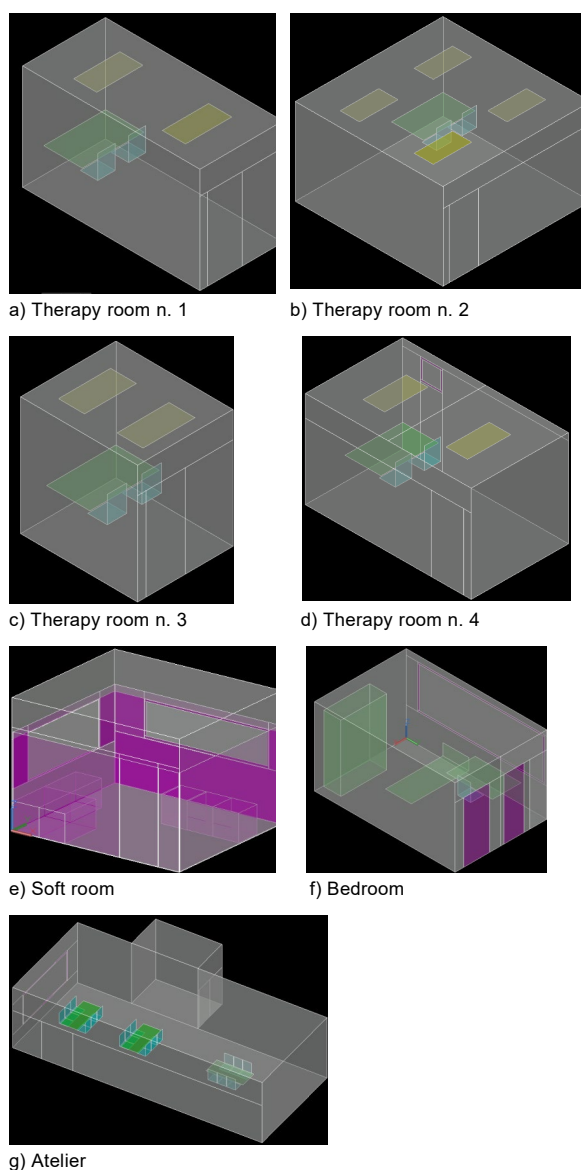 a) Therapy room n. 1
b) Therapy room n. 2
c) Therapy room n. 3
d) Therapy room n. 4
e) Soft room
f) Bedroom
g) Atelier